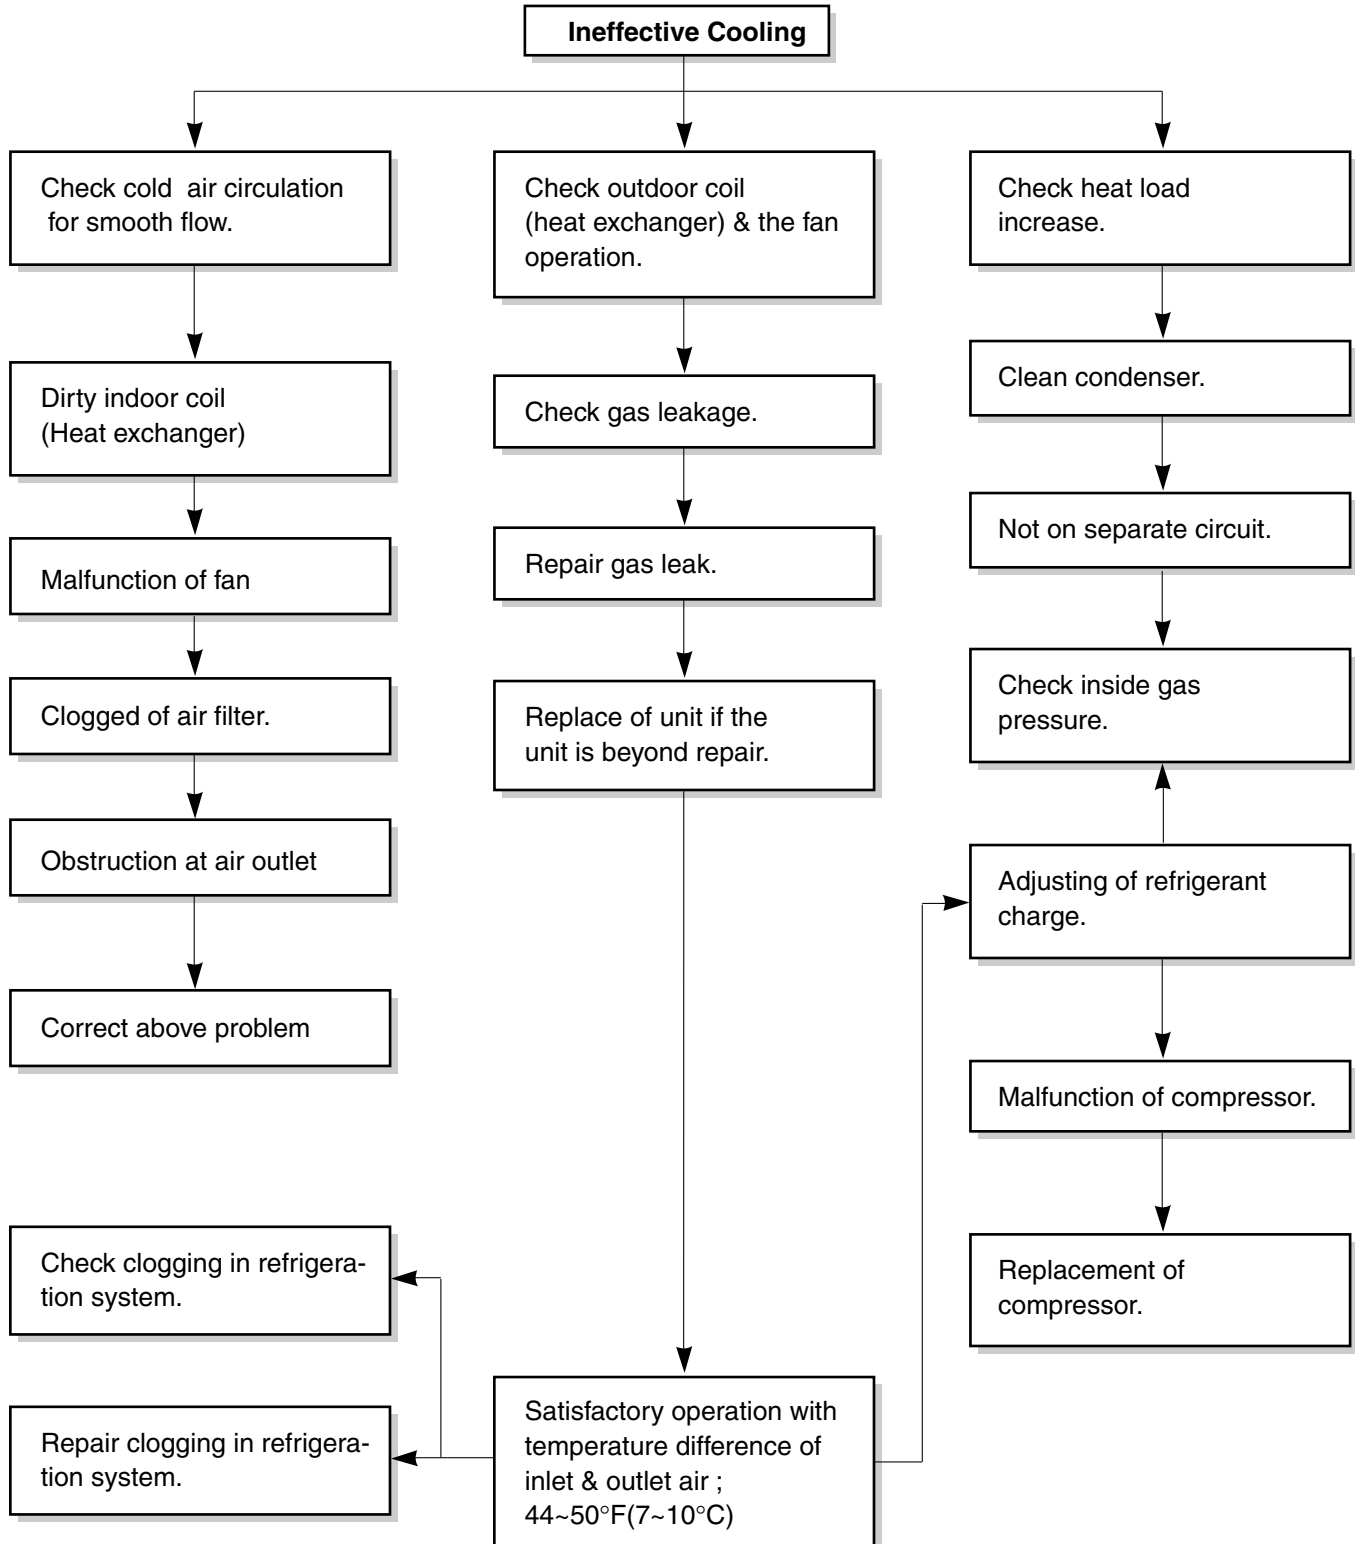 Ineffective Cooling
Check cold air circulation
for smooth flow.
Dirty indoor coil
(Heat exchanger)
Malfunction of fan
Clogged of air filter.
Obstruction at air outlet
Correct above problem
Check clogging in refrigera-
tion system.
Repair clogging in refrigera-
tion system.
Check outdoor coil
(heat exchanger) & the fan
operation.
Check gas leakage.
Repair gas leak.
Replace of unit if the
unit is beyond repair.
Satisfactory operation with
temperature difference of
inlet & outlet air ;
44~50°F(7~10°C)
Check heat load
increase.
Clean condenser.
Not on separate circuit.
Check inside gas
pressure.
Adjusting of refrigerant
charge.
Malfunction of compressor.
Replacement of
compressor.